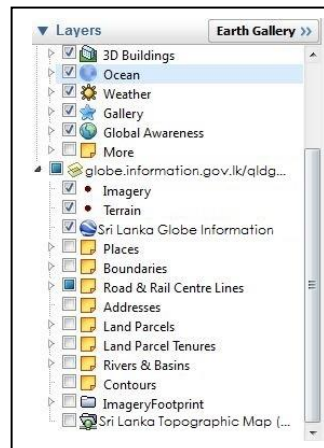 Layers
Earth Gallery >>
3D Buildings
Ocean
Weather
Gallery
Global Awareness
More
globe.information.gov.lk/qldg...
Imagery
Terrain
Sri Lanka Globe Information
Places
Boundaries
Road & Rail Centre Lines
Addresses
Land Parcels
Land Parcel Tenures
Rivers & Basins
Contours
ImageryFootprint
Sri Lanka Topographic Map (...